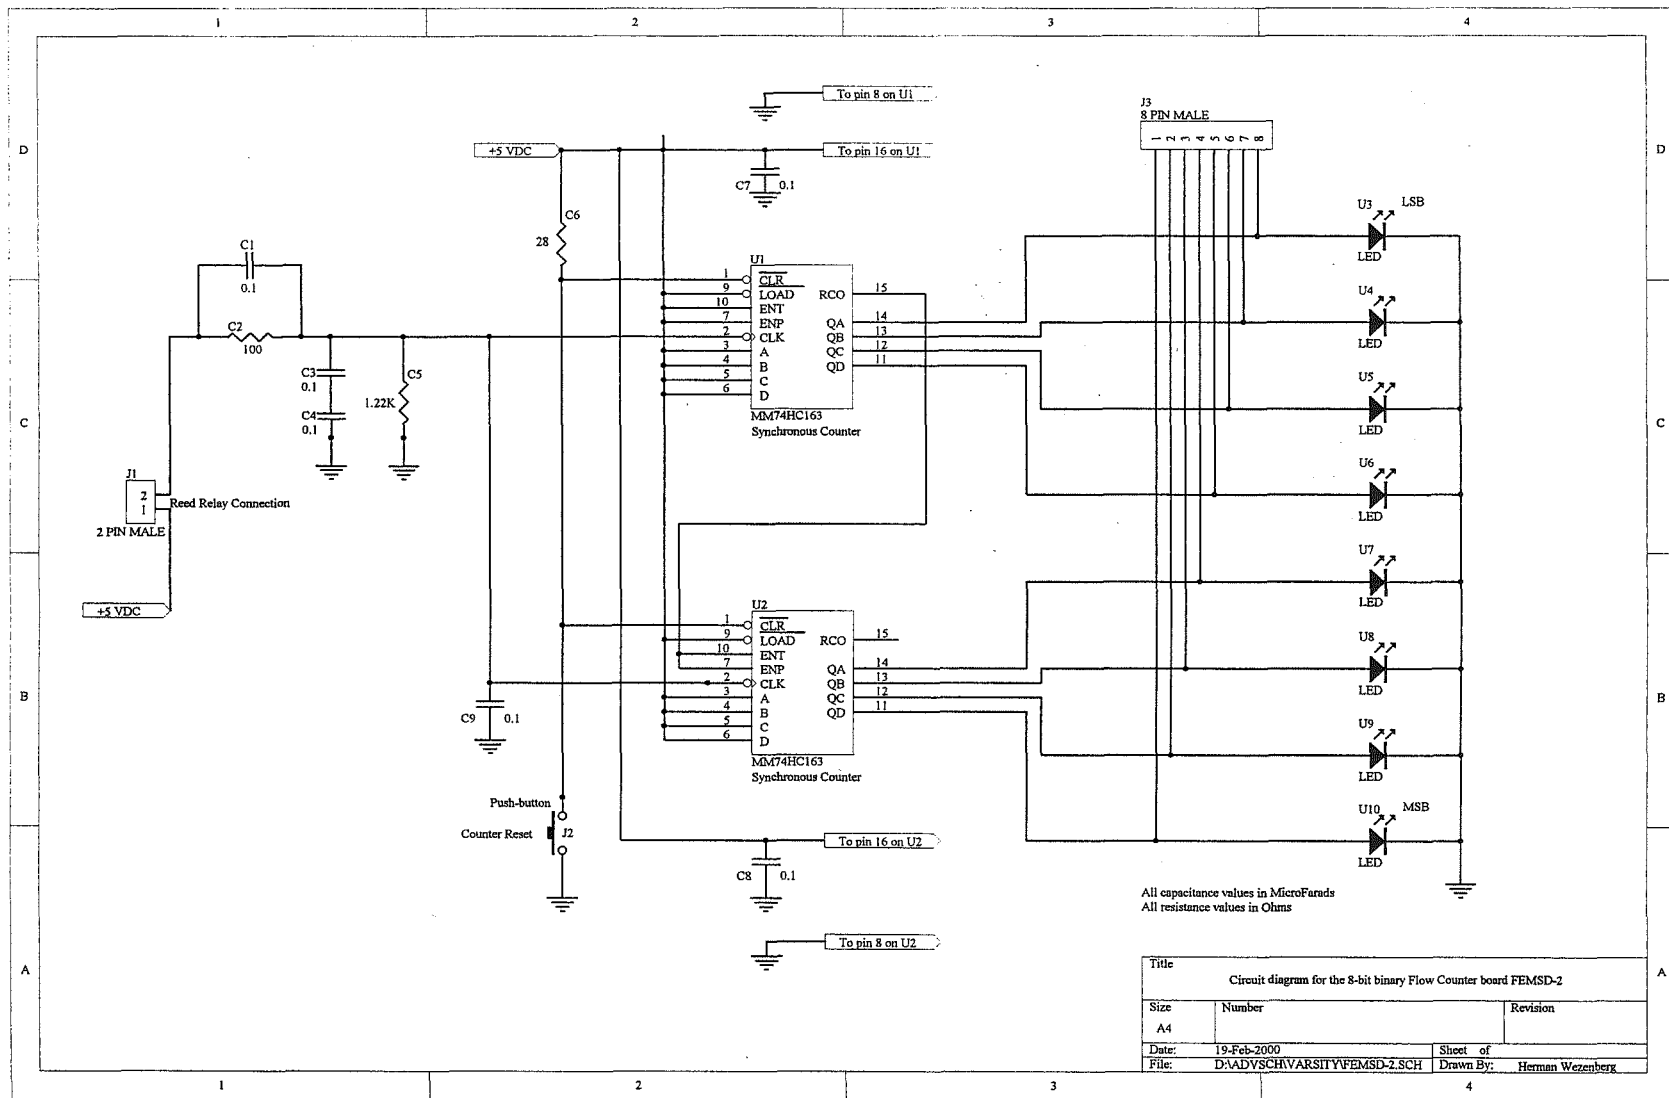 1 2 3 4
D D
C C
B B
A A
To pin 8 on U1
+5 VDC
To pin 16 on U1
C7 0.1
C6
28
C1
0.1
C2
100
C3
0.1
C4
0.1
C5
1.22K
J1
2
1
Reed Relay Connection
2 PIN MALE
+5 VDC
U1
1 CLR
9 LOAD
10 ENT
7 ENP
2 CLK
3 A
4 B
5 C
6 D
RCO 15
QA 14
QB 13
QC 12
QD 11
MM74HC163
Synchronous Counter
U2
1 CLR
9 LOAD
10 ENT
7 ENP
2 CLK
3 A
4 B
5 C
6 D
RCO 15
QA 14
QB 13
QC 12
QD 11
MM74HC163
Synchronous Counter
C9 0.1
Push-button
Counter Reset J2
To pin 16 on U2
C8 0.1
To pin 8 on U2
J3
8 PIN MALE
1 2 3 4 5 6 7 8
U3 LSB
LED
U4
LED
U5
LED
U6
LED
U7
LED
U8
LED
U9
LED
U10 MSB
LED
All capacitance values in MicroFarads
All resistance values in Ohms
Title
Circuit diagram for the 8-bit binary Flow Counter board FEMSD-2
Size Number Revision
A4
Date: 19-Feb-2000 Sheet of
File: D:\ADVSCH\VARSITY\FEMSD-2.SCH Drawn By: Herman Wezenberg
1 2 3 4